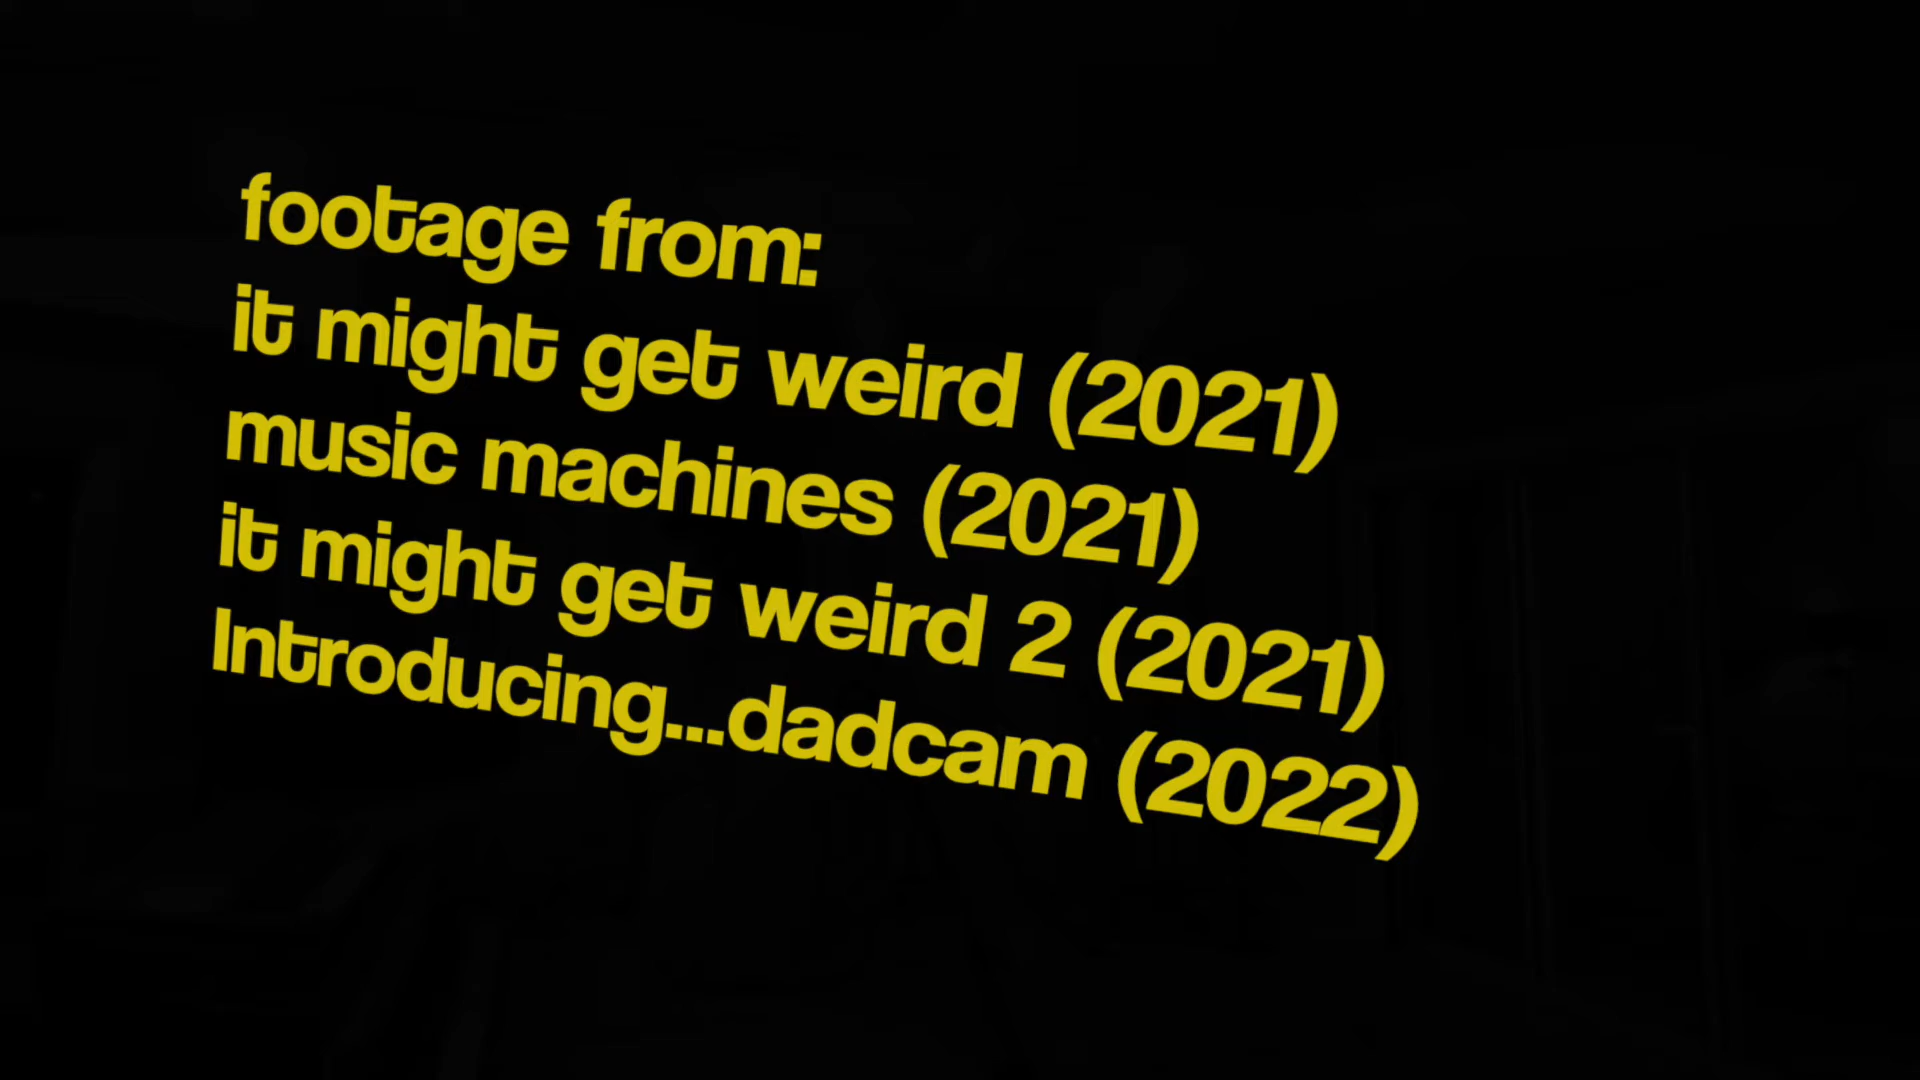 footage from:
it might get weird (2021)
music machines (2021)
it might get weird 2 (2021)
Introducing...dadcam (2022)